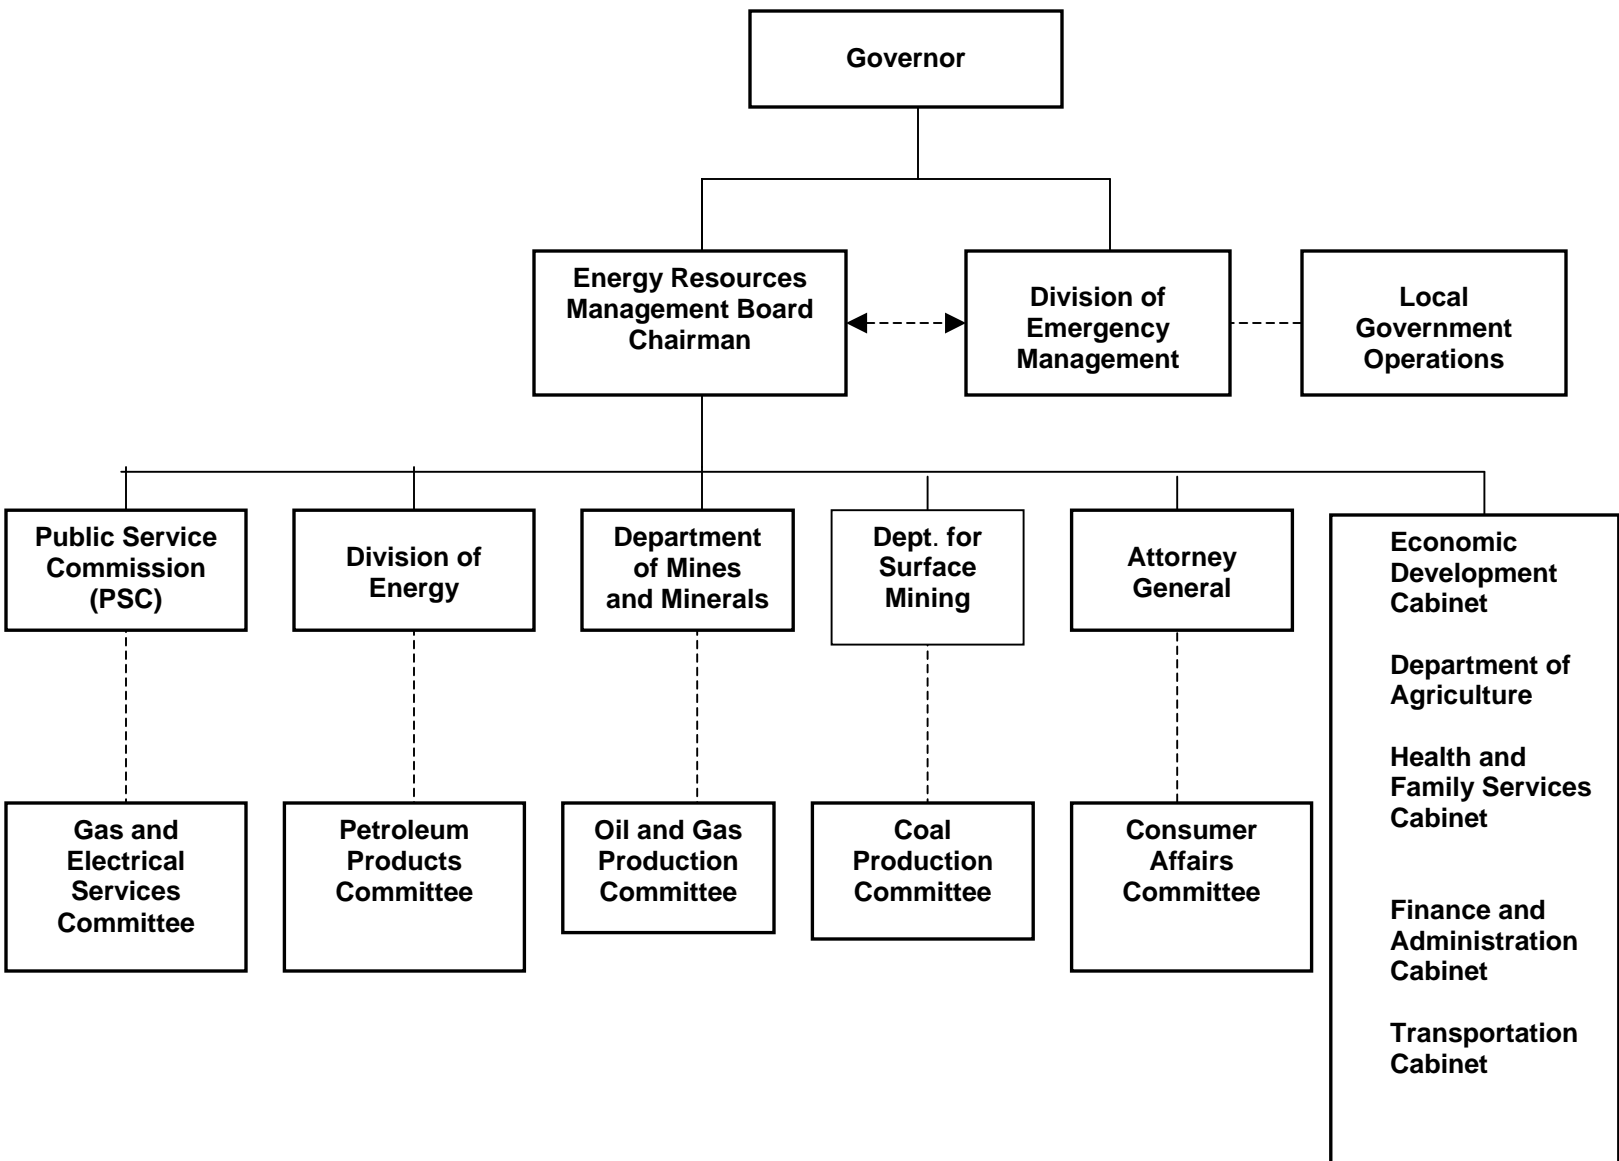 Governor
Energy Resources
Management Board
Chairman
Division of
Emergency
Management
Local
Government
Operations
Public Service
Commission
(PSC)
Division of
Energy
Department
of Mines
and Minerals
Dept. for
Surface
Mining
Attorney
General
Economic
Development
Cabinet
Department of
Agriculture
Health and
Family Services
Cabinet
Finance and
Administration
Cabinet
Transportation
Cabinet
Gas and
Electrical
Services
Committee
Petroleum
Products
Committee
Oil and Gas
Production
Committee
Coal
Production
Committee
Consumer
Affairs
Committee